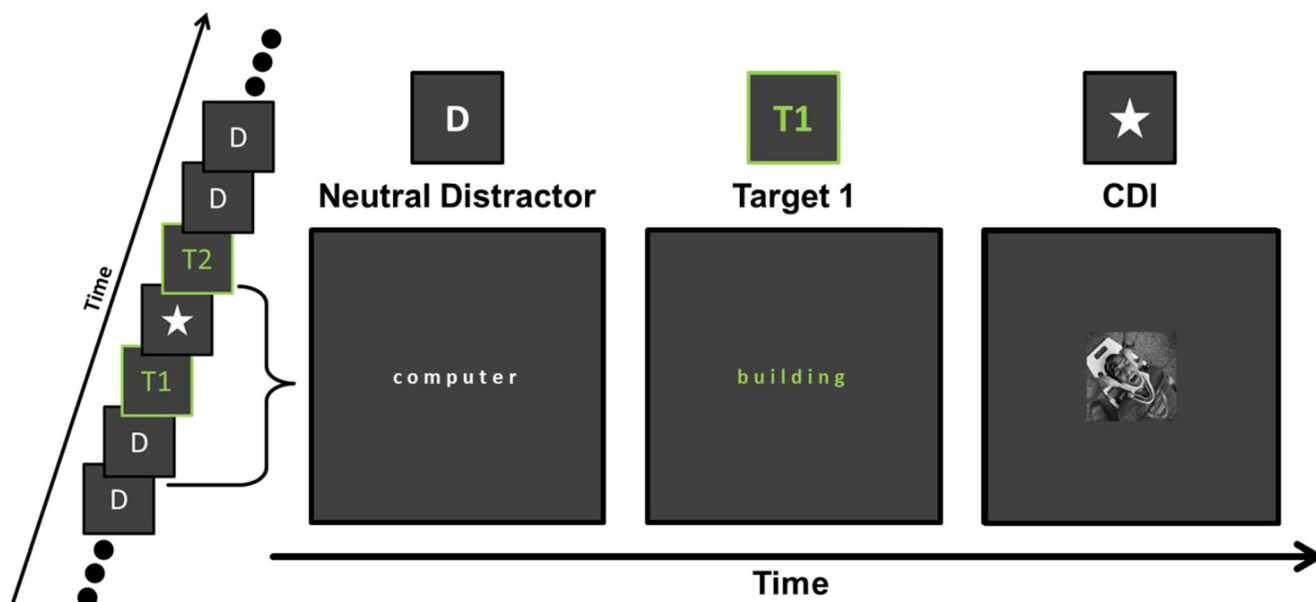 Time
D
D
T2
T1
D
D
D
T1
Neutral Distractor
Target 1
CDI
computer
building
Time